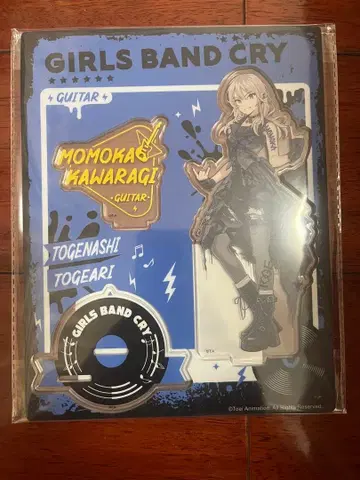 GIRLS BAND CRY
GUITAR
MOMOKA
KAWARAGI
-GUITAR-
TOGENASHI
TOGEARI
GIRLS BAND CRY
©Toei Animation. All Rights Reserved.